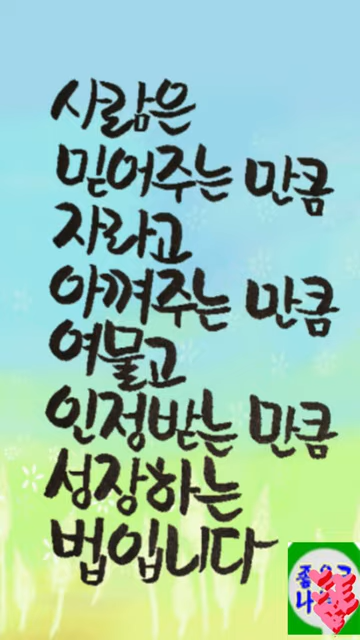 사람은
믿어주는 만큼
자라고
아껴주는 만큼
여물고
인정받는 만큼
성장하는
법입니다